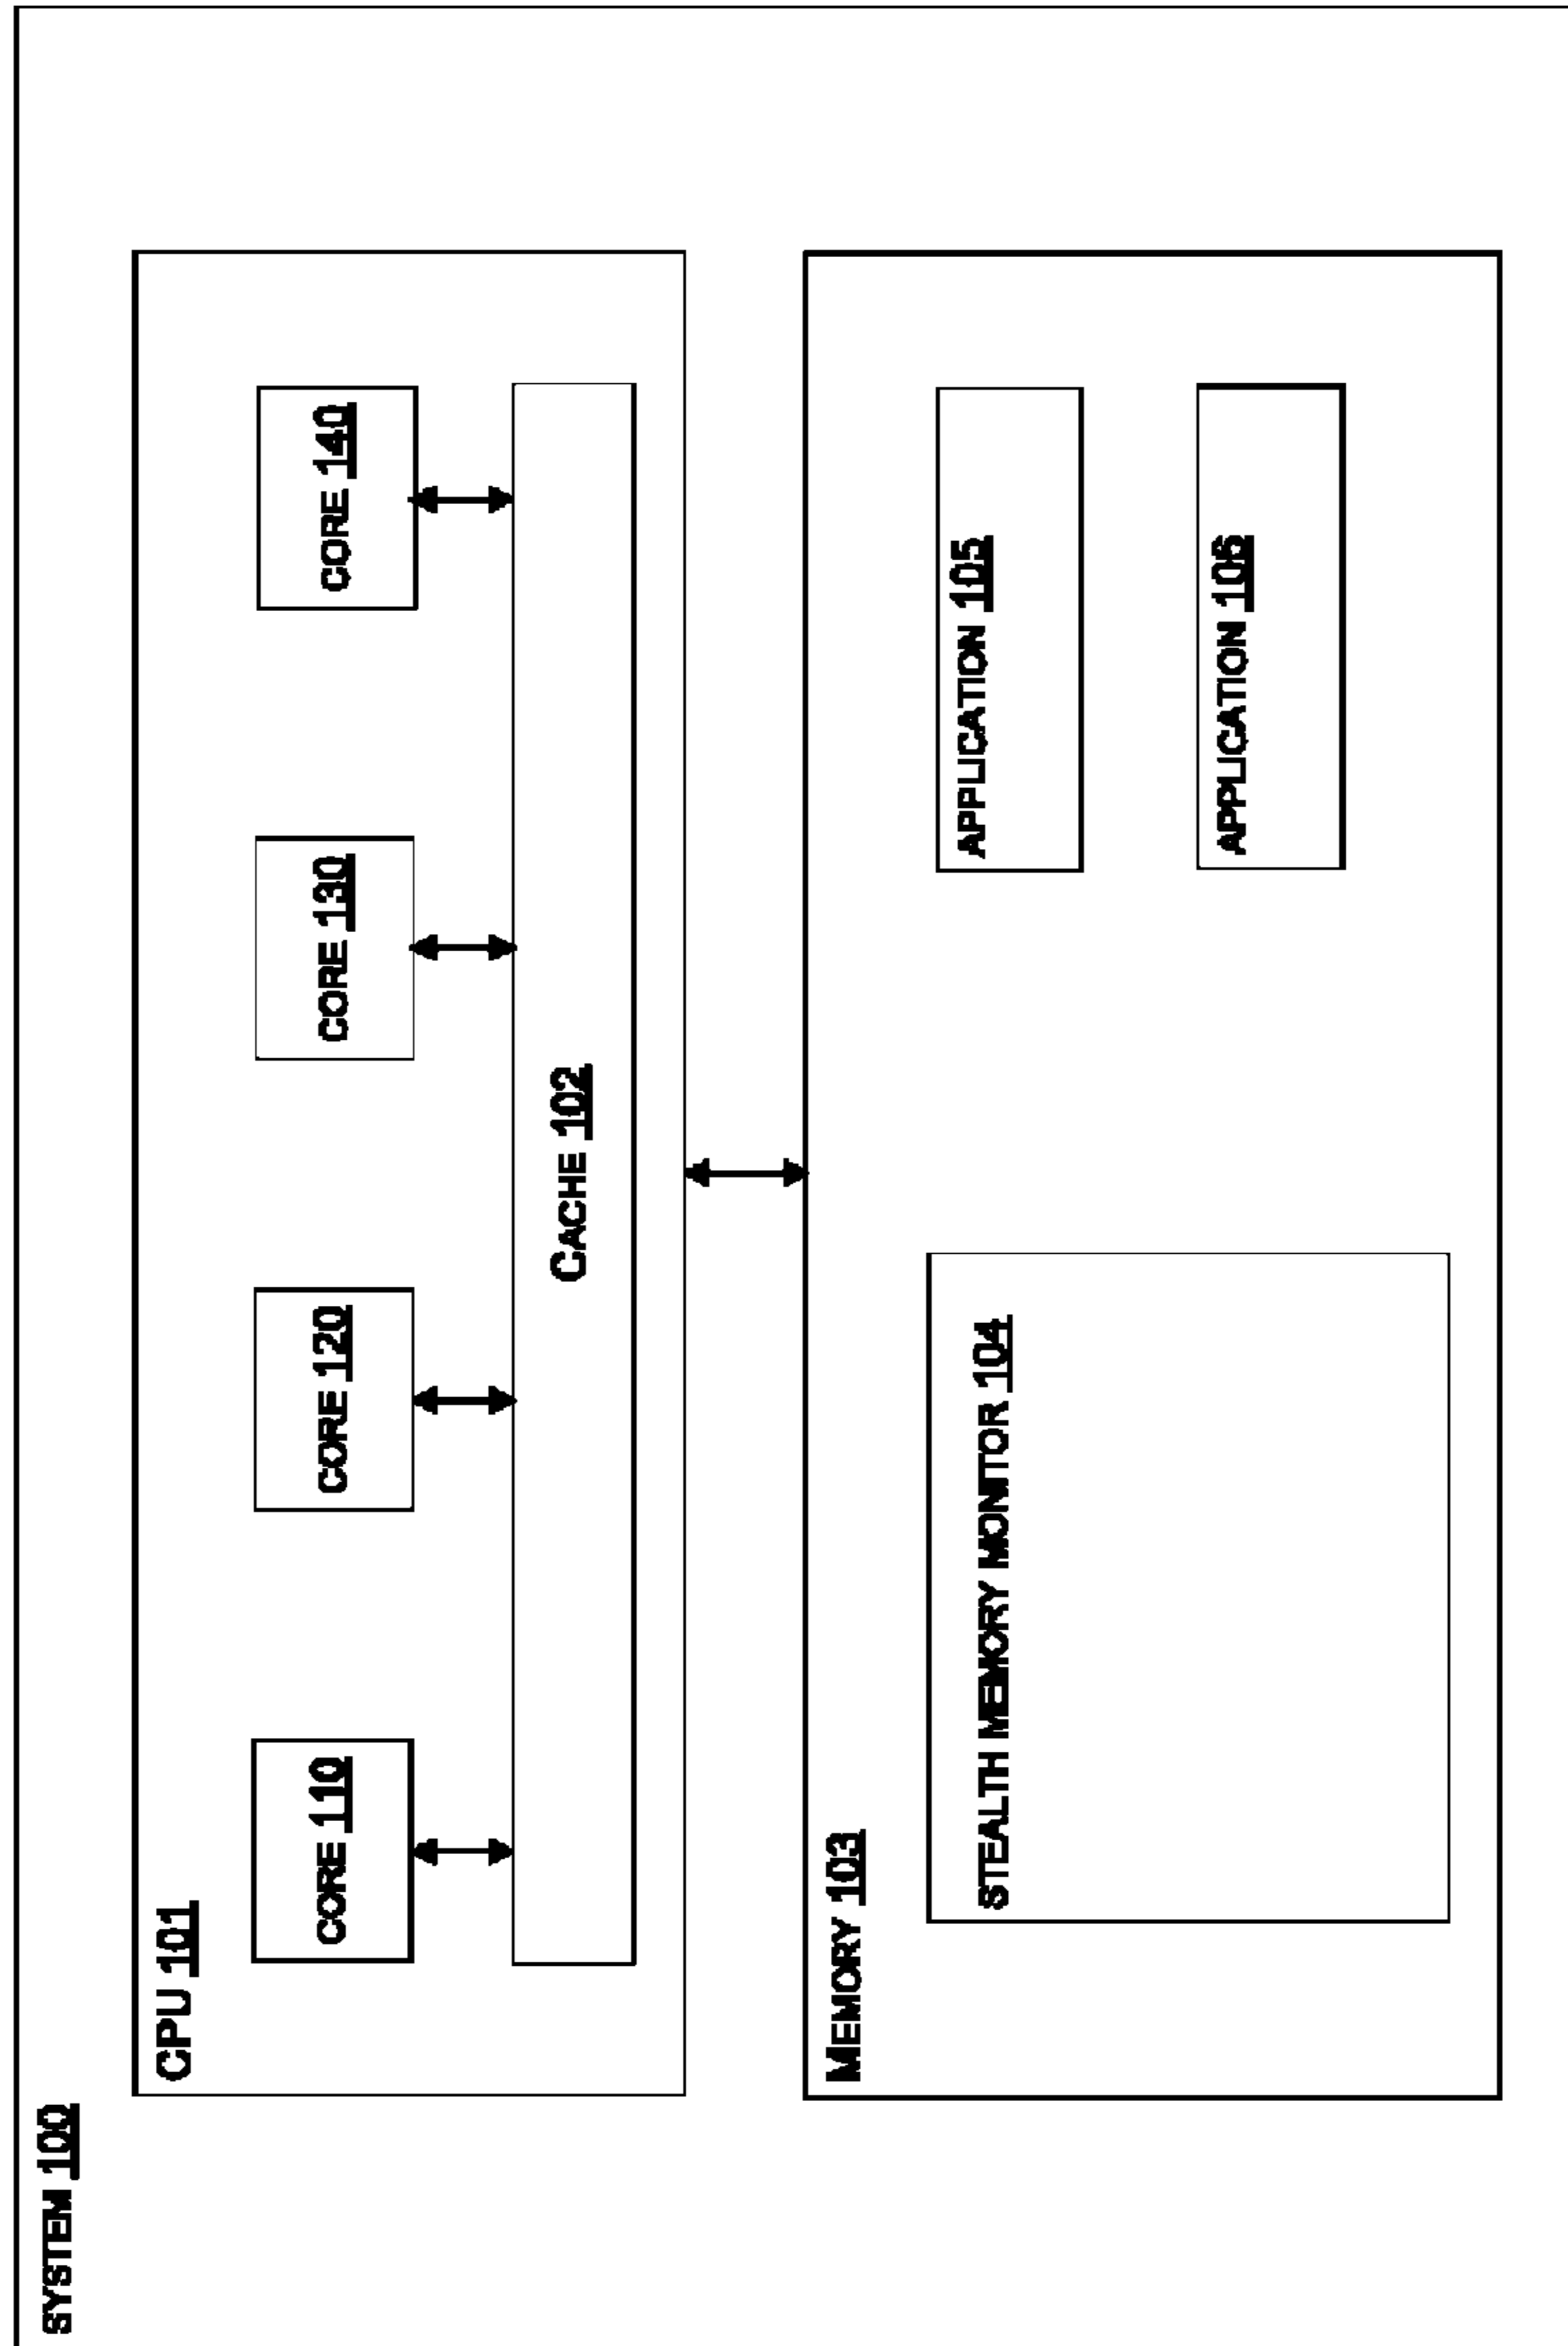 SYSTEM 100
CPU 101
CORE 110
CORE 120
CORE 130
CORE 140
CACHE 102
MEMORY 103
STEALTH MEMORY MONITOR 104
APPLICATION 105
APPLICATION 106